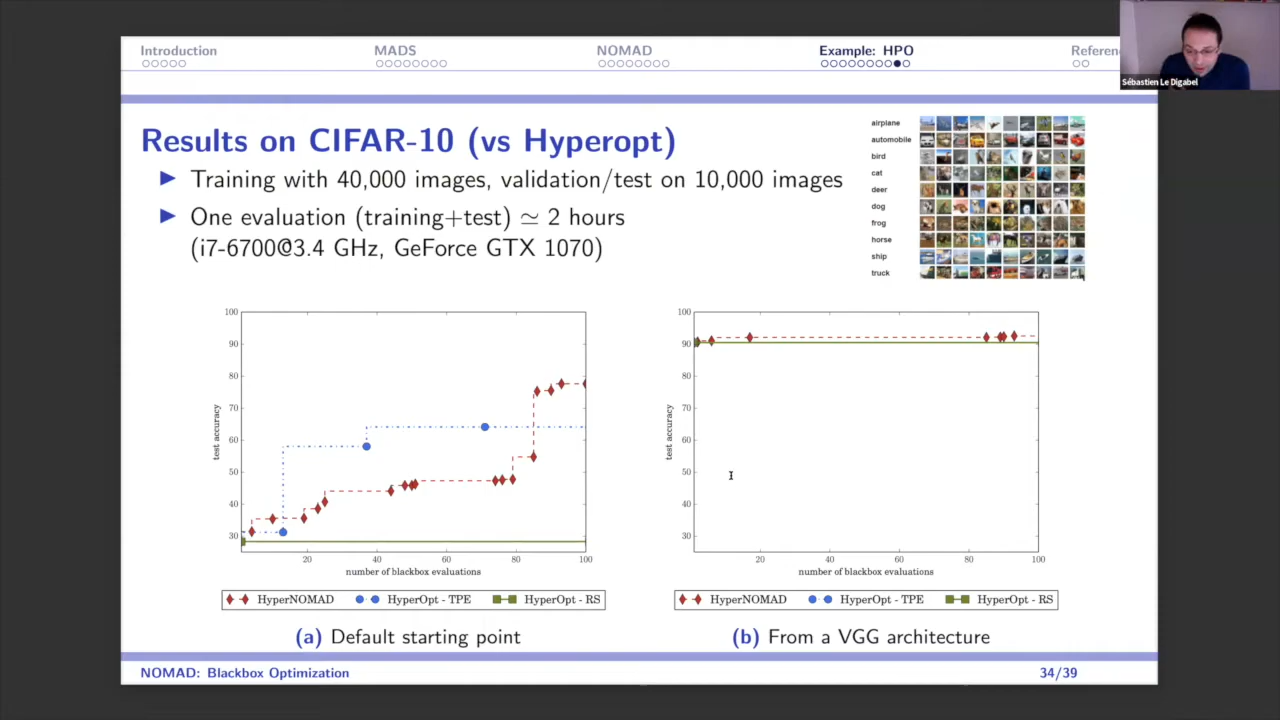 Sébastien Le Digabel
Introduction
MADS
NOMAD
Example: HPO
Referen
Results on CIFAR-10 (vs Hyperopt)
Training with 40,000 images, validation/test on 10,000 images
One evaluation (training+test) ≃ 2 hours
(i7-6700@3.4 GHz, GeForce GTX 1070)
airplane
automobile
bird
cat
deer
dog
frog
horse
ship
truck
100
90
80
70
60
50
40
30
test accuracy
20 40 60 80 100
number of blackbox evaluations
HyperNOMAD HyperOpt - TPE HyperOpt - RS
(a) Default starting point
100
90
80
70
60
50
40
30
test accuracy
20 40 60 80 100
number of blackbox evaluations
HyperNOMAD HyperOpt - TPE HyperOpt - RS
(b) From a VGG architecture
NOMAD: Blackbox Optimization
34/39